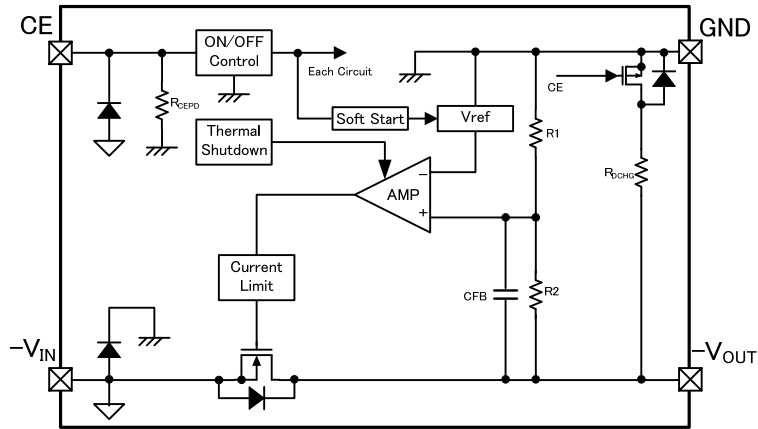 CE
GND
ON/OFF
Control
Each Circuit
RCEPD
CE
Soft Start
Vref
Thermal
Shutdown
R1
RDCHG
−
AMP
+
Current
Limit
CFB
R2
−VIN
−VOUT